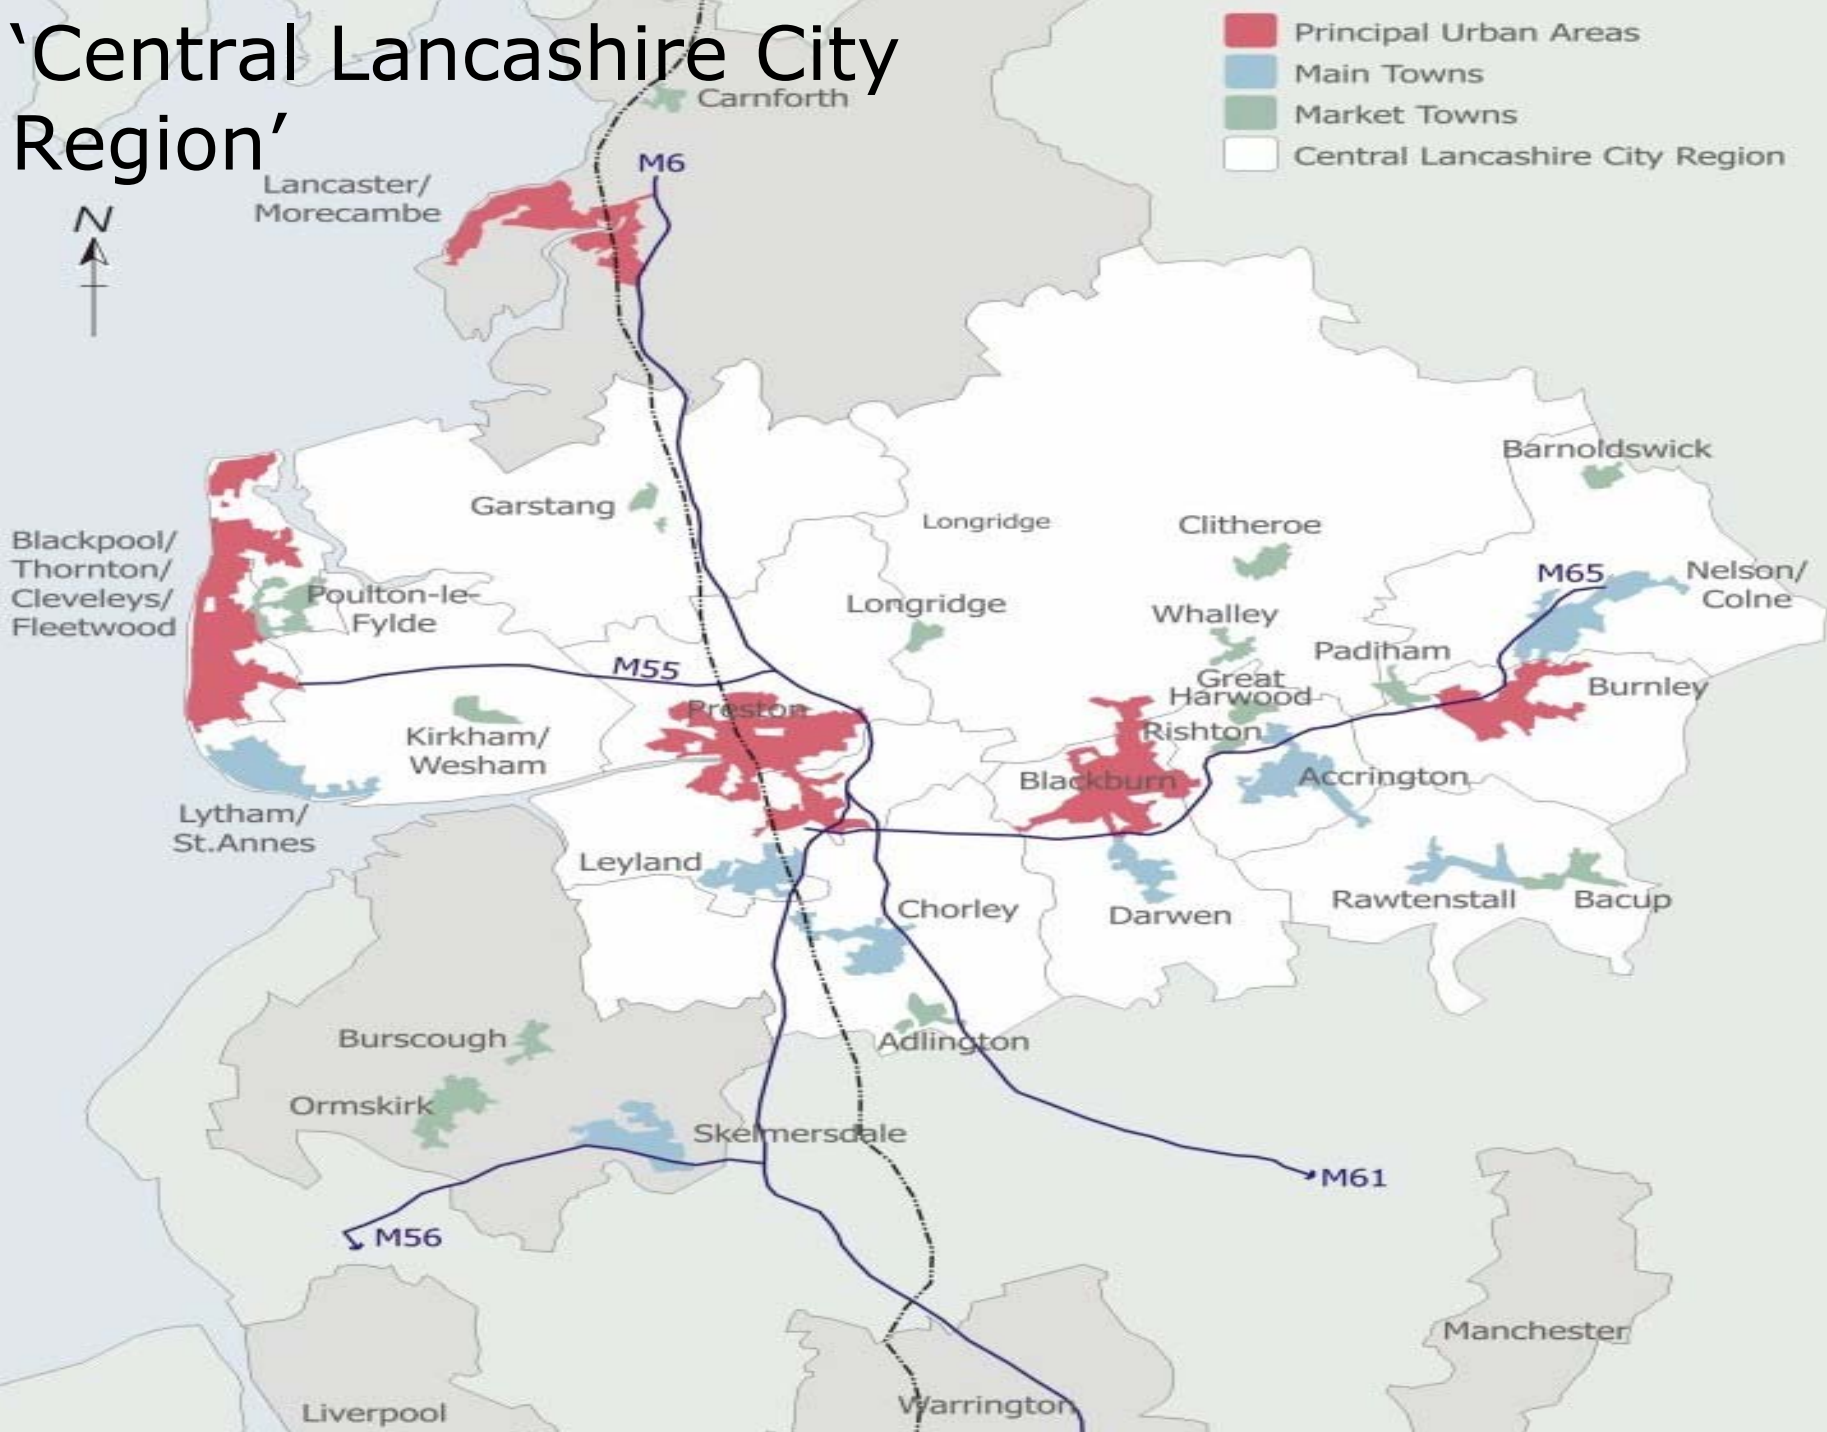 ‘Central Lancashire City
Region’
Principal Urban Areas
Main Towns
Market Towns
Central Lancashire City Region
Carnforth
M6
Lancaster/
Morecambe
N
Barnoldswick
Garstang
Longridge
Clitheroe
Blackpool/
Thornton/
Cleveleys/
Fleetwood
Poulton-le-
Fylde
M65
Nelson/
Colne
Longridge
Whalley
Padiham
M55
Great
Harwood
Burnley
Preston
Rishton
Kirkham/
Wesham
Blackburn
Accrington
Lytham/
St.Annes
Leyland
Chorley
Darwen
Rawtenstall
Bacup
Burscough
Adlington
Ormskirk
Skelmersdale
M61
M56
Manchester
Liverpool
Warrington